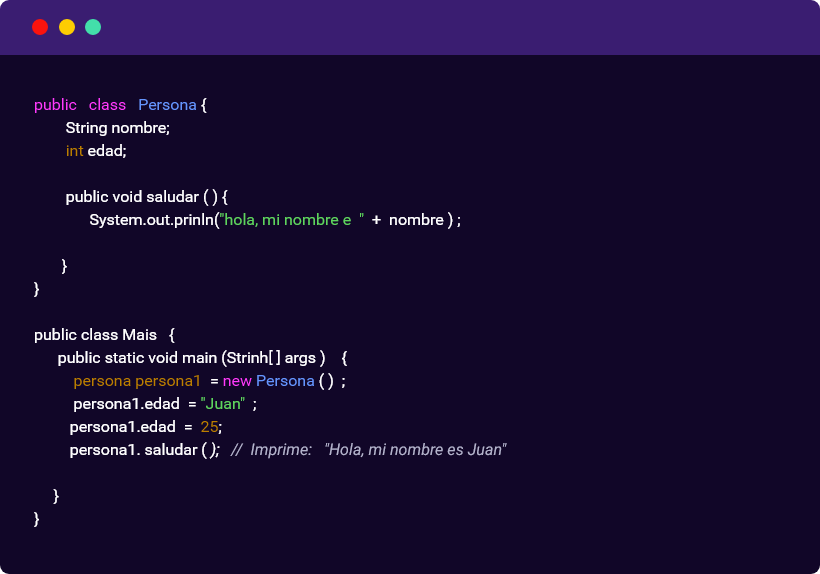 public class Persona {
String nombre;
int edad;
public void saludar ( ) {
System.out.prinln("hola, mi nombre e " + nombre ) ;
}
}
public class Mais {
public static void main (Strinh[ ] args ) {
persona persona1 = new Persona ( ) ;
persona1.edad = "Juan" ;
persona1.edad = 25;
persona1. saludar ( ); // Imprime: "Hola, mi nombre es Juan"
}
}